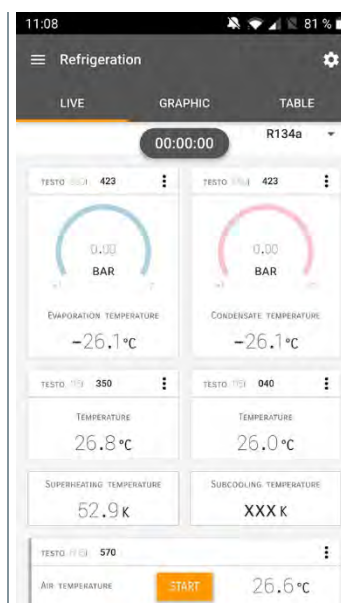 11:08 81 %
Refrigeration
LIVE GRAPHIC TABLE
00:00:00 R134a
TESTO 423
TESTO 423
0.00
BAR
0.00
BAR
EVAPORATION TEMPERATURE
-26.1°C
CONDENSATE TEMPERATURE
-26.1°C
TESTO 350
TESTO 040
TEMPERATURE
26.8°C
TEMPERATURE
26.0°C
SUPERHEATING TEMPERATURE
52.9 K
SUBCOOLING TEMPERATURE
XXX K
TESTO 570
AIR TEMPERATURE START 26.6°C